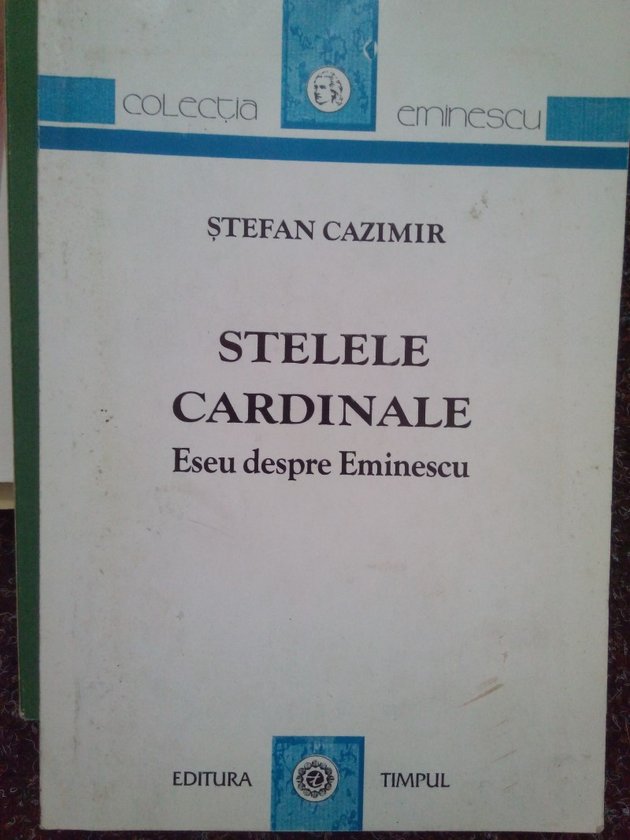 colecția eminescu
ȘTEFAN CAZIMIR
STELELE
CARDINALE
Eseu despre Eminescu
EDITURA TIMPUL